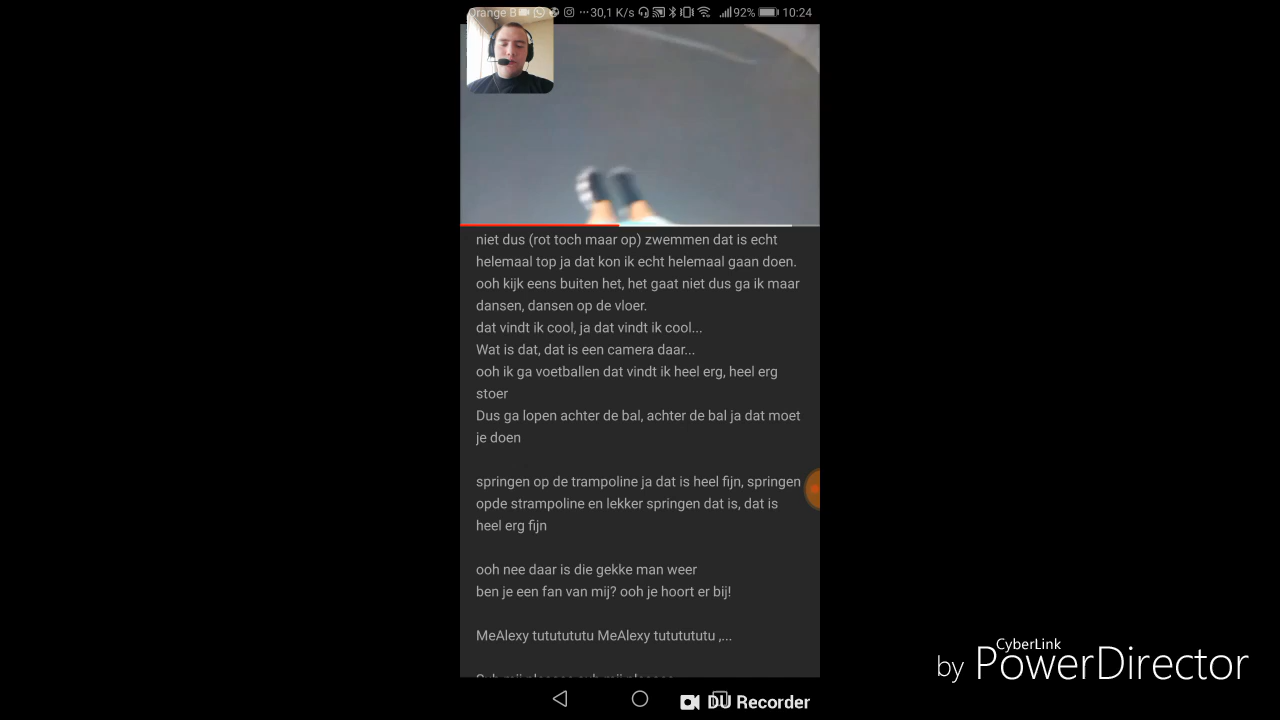 Orange B ...30,1 K/s 92% 10:24
niet dus (rot toch maar op) zwemmen dat is echt
helemaal top ja dat kon ik echt helemaal gaan doen.
ooh kijk eens buiten het, het gaat niet dus ga ik maar
dansen, dansen op de vloer.
dat vindt ik cool, ja dat vindt ik cool...
Wat is dat, dat is een camera daar...
ooh ik ga voetballen dat vindt ik heel erg, heel erg
stoer
Dus ga lopen achter de bal, achter de bal ja dat moet
je doen
springen op de trampoline ja dat is heel fijn, springen
opde strampoline en lekker springen dat is, dat is
heel erg fijn
ooh nee daar is die gekke man weer
ben je een fan van mij? ooh je hoort er bij!
MeAlexy tutututututu MeAlexy tutututututu ,...
CyberLink
by PowerDirector
DU Recorder